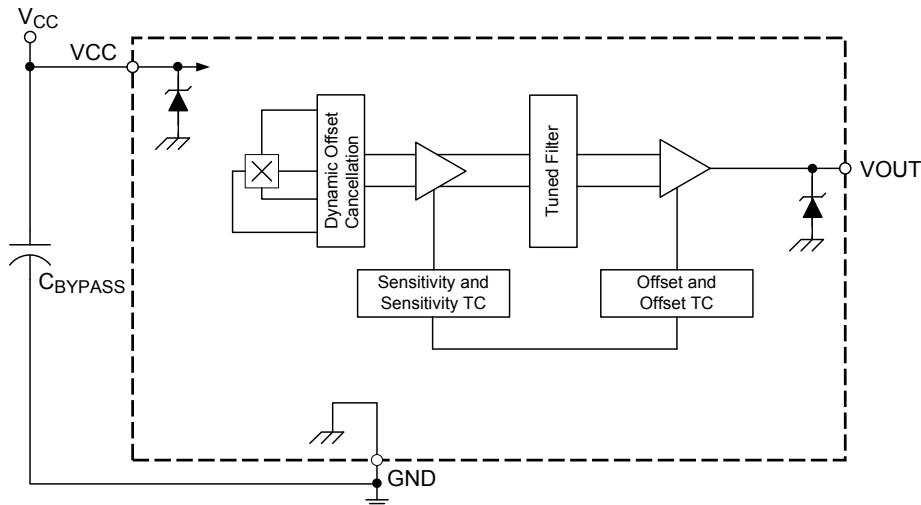 VCC
VCC
CBYPASS
Dynamic Offset
Cancellation
Tuned Filter
Sensitivity and
Sensitivity TC
Offset and
Offset TC
VOUT
GND